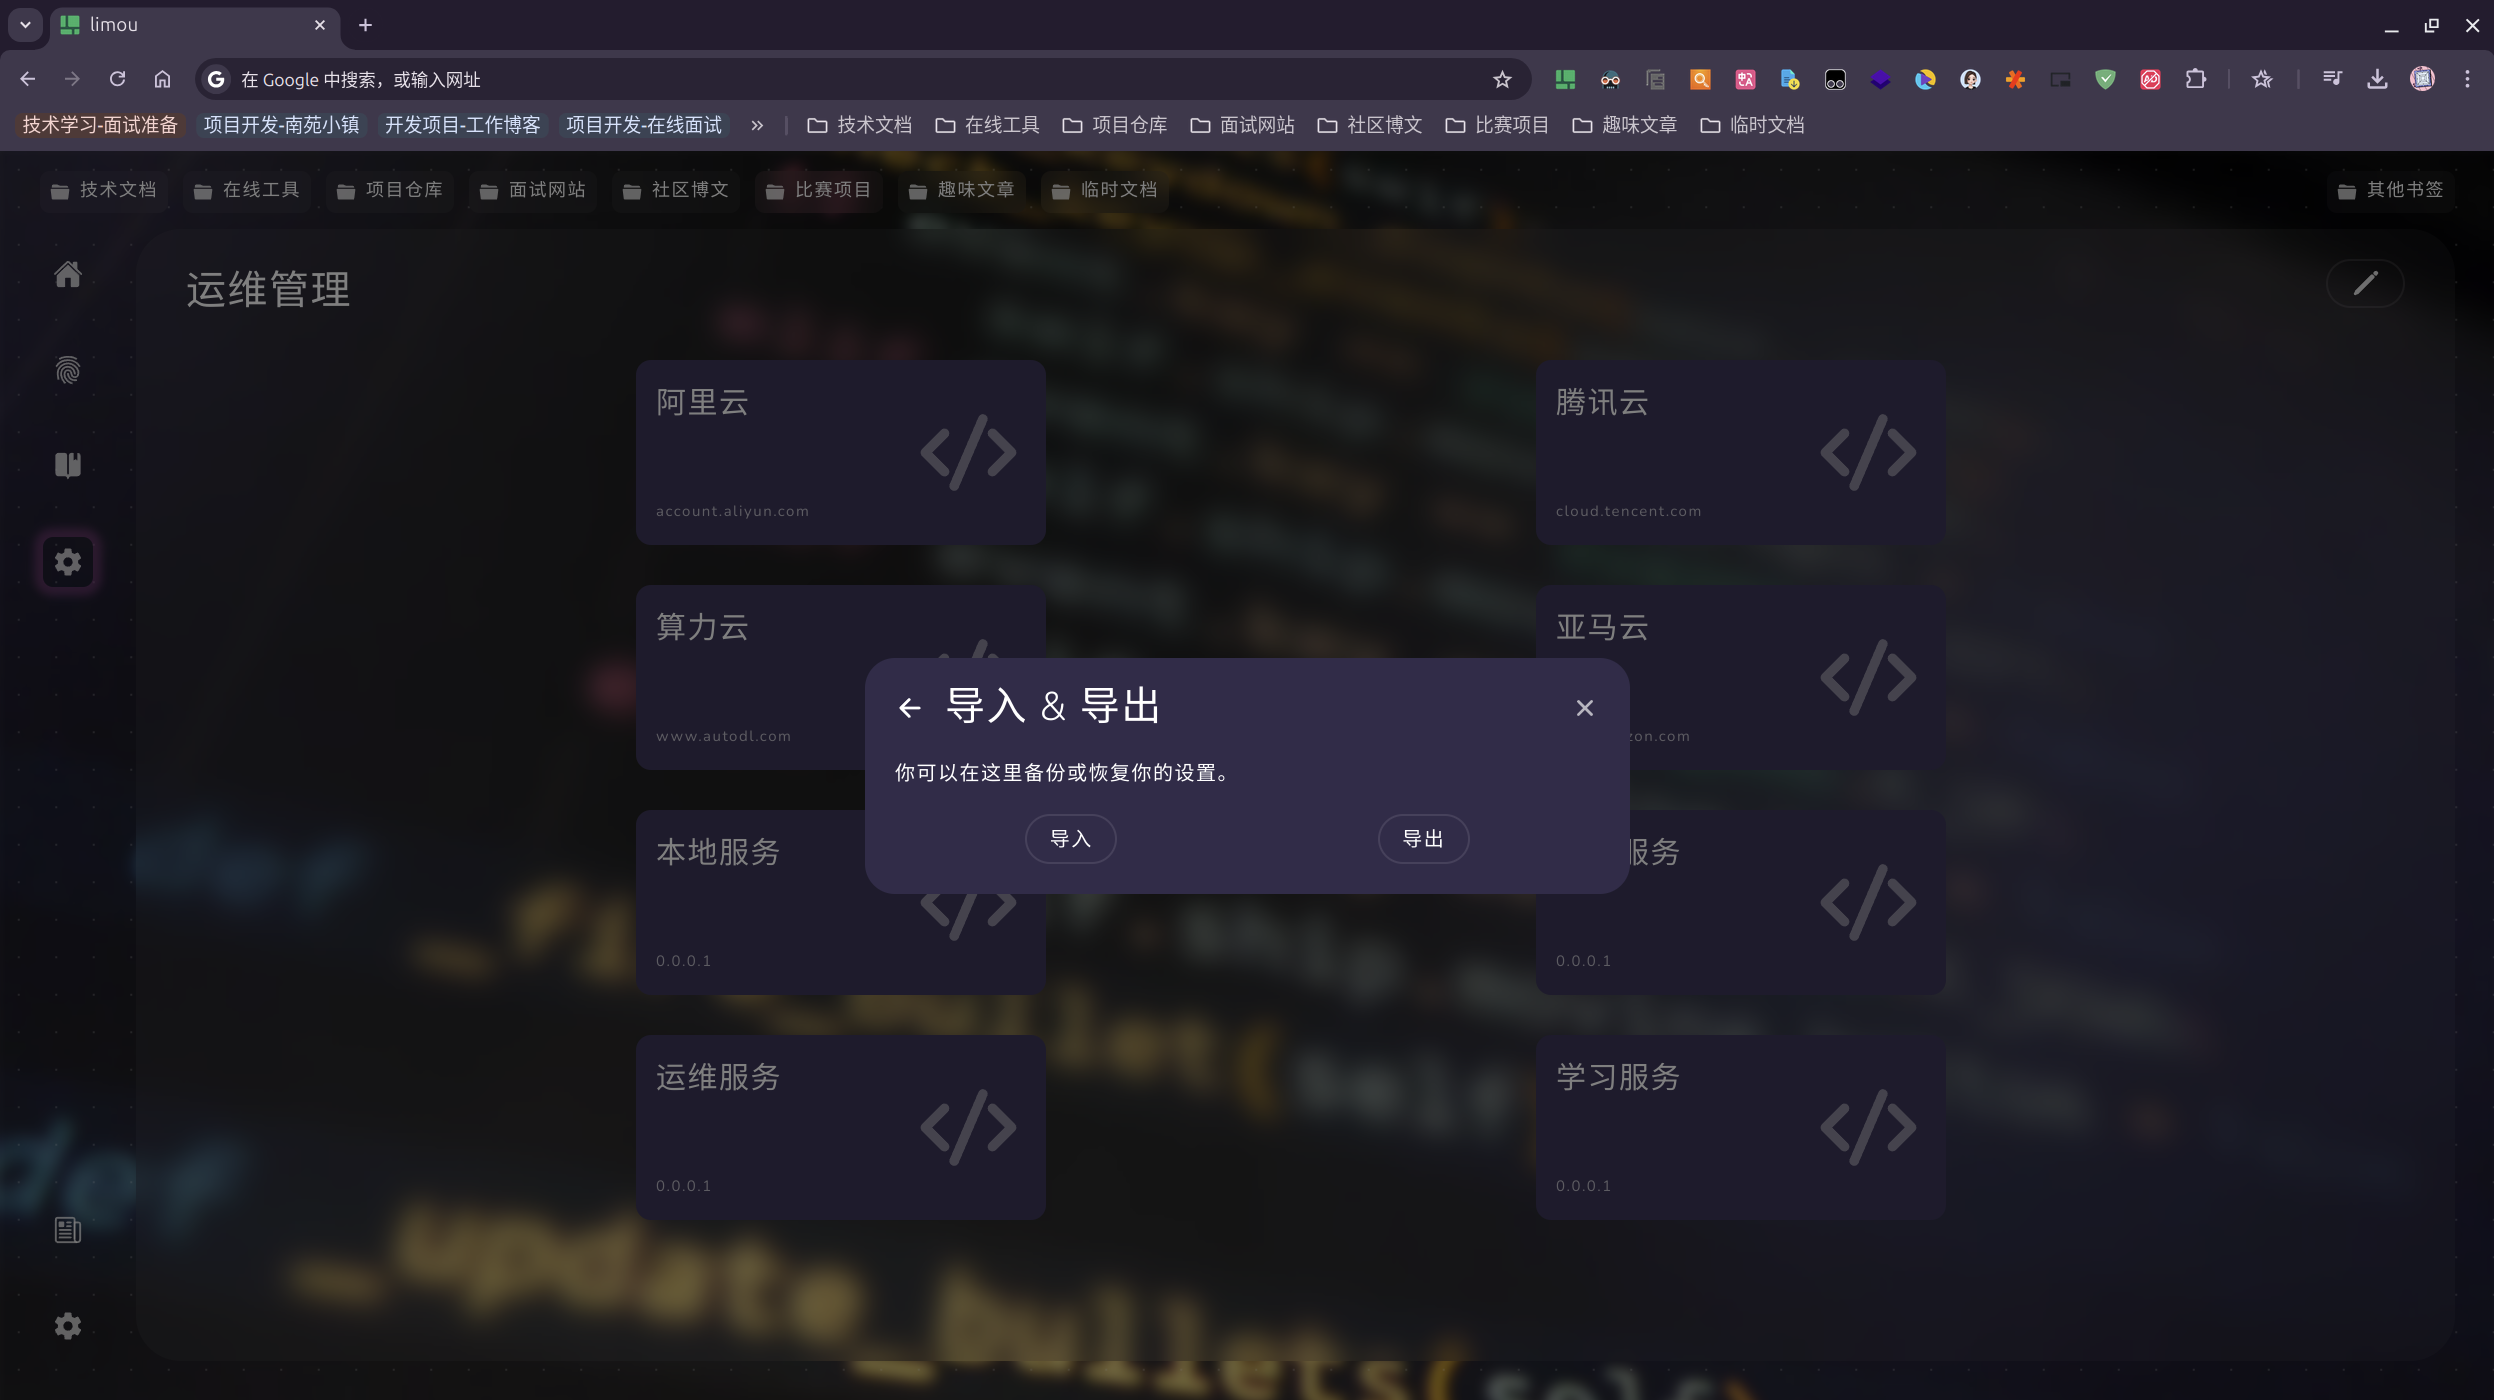 limou
在 Google 中搜索，或输入网址
技术学习-面试准备 项目开发-南苑小镇 开发项目-工作博客 项目开发-在线面试 » 技术文档 在线工具 项目仓库 面试网站 社区博文 比赛项目 趣味文章 临时文档
技术文档 在线工具 项目仓库 面试网站 社区博文 比赛项目 趣味文章 临时文档 其他书签
运维管理
阿里云 腾讯云
account.aliyun.com cloud.tencent.com
算力云 亚马云
导入 & 导出
www.autodl.com zon.com
你可以在这里备份或恢复你的设置。
导入 导出
本地服务 服务
0.0.0.1 0.0.0.1
运维服务 学习服务
0.0.0.1 0.0.0.1
_update_bullets(self)